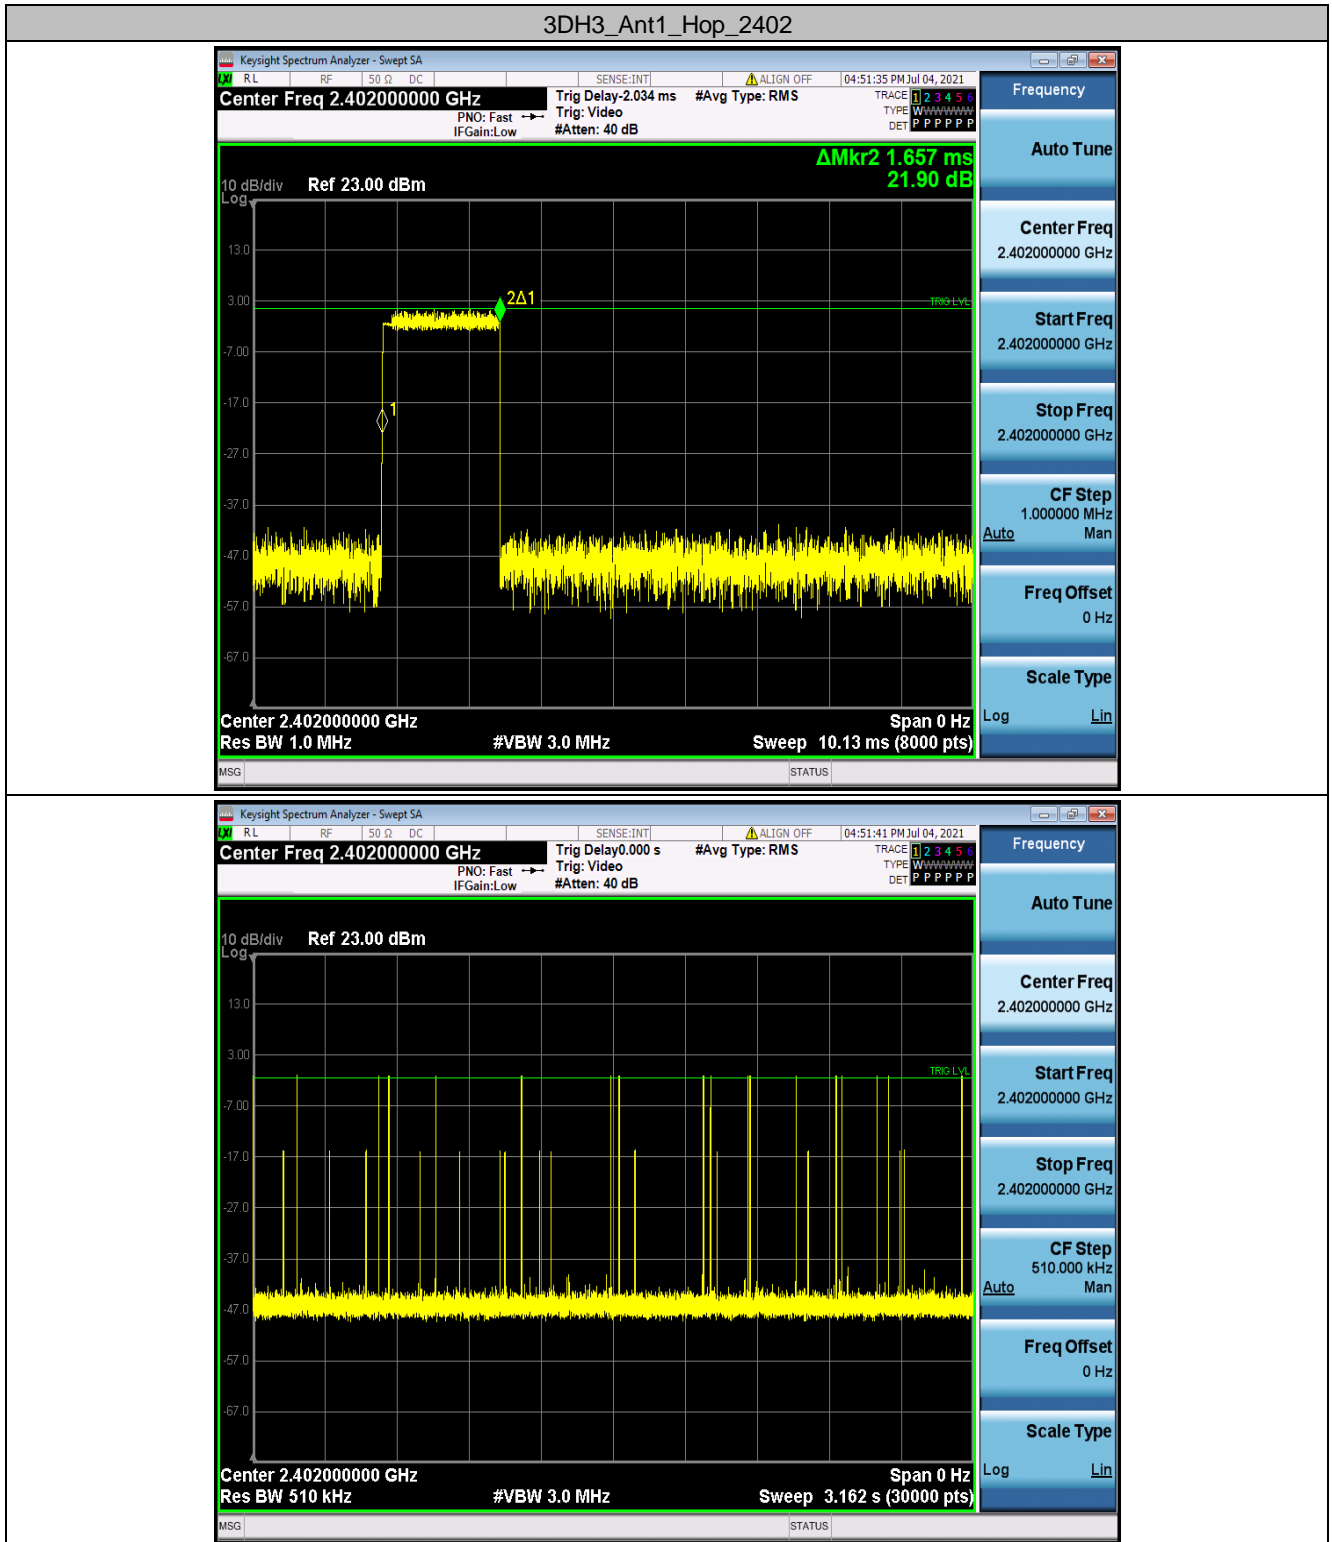 3DH3_Ant1_Hop_2402
Keysight Spectrum Analyzer - Swept SA
LXI RL RF 50 Ω DC SENSE:INT ALIGN OFF 04:51:35 PM Jul 04, 2021
Center Freq 2.402000000 GHz
PNO: Fast
IFGain:Low
Trig Delay-2.034 ms
Trig: Video
#Atten: 40 dB
#Avg Type: RMS
TRACE 1 2 3 4 5 6
TYPE WWWWWW
DET P P P P P P
ΔMkr2 1.657 ms
21.90 dB
10 dB/div Ref 23.00 dBm
Log
13.0
3.00
-7.00
-17.0
-27.0
-37.0
-47.0
-57.0
-67.0
TRIG LVL
2Δ1
1
Center 2.402000000 GHz Span 0 Hz
Res BW 1.0 MHz #VBW 3.0 MHz Sweep 10.13 ms (8000 pts)
MSG STATUS
Frequency
Auto Tune
Center Freq
2.402000000 GHz
Start Freq
2.402000000 GHz
Stop Freq
2.402000000 GHz
CF Step
1.000000 MHz
Auto Man
Freq Offset
0 Hz
Scale Type
Log Lin
Keysight Spectrum Analyzer - Swept SA
LXI RL RF 50 Ω DC SENSE:INT ALIGN OFF 04:51:41 PM Jul 04, 2021
Center Freq 2.402000000 GHz
PNO: Fast
IFGain:Low
Trig Delay0.000 s
Trig: Video
#Atten: 40 dB
#Avg Type: RMS
TRACE 1 2 3 4 5 6
TYPE WWWWWW
DET P P P P P P
10 dB/div Ref 23.00 dBm
Log
13.0
3.00
-7.00
-17.0
-27.0
-37.0
-47.0
-57.0
-67.0
TRIG LVL
Center 2.402000000 GHz Span 0 Hz
Res BW 510 kHz #VBW 3.0 MHz Sweep 3.162 s (30000 pts)
MSG STATUS
Frequency
Auto Tune
Center Freq
2.402000000 GHz
Start Freq
2.402000000 GHz
Stop Freq
2.402000000 GHz
CF Step
510.000 kHz
Auto Man
Freq Offset
0 Hz
Scale Type
Log Lin